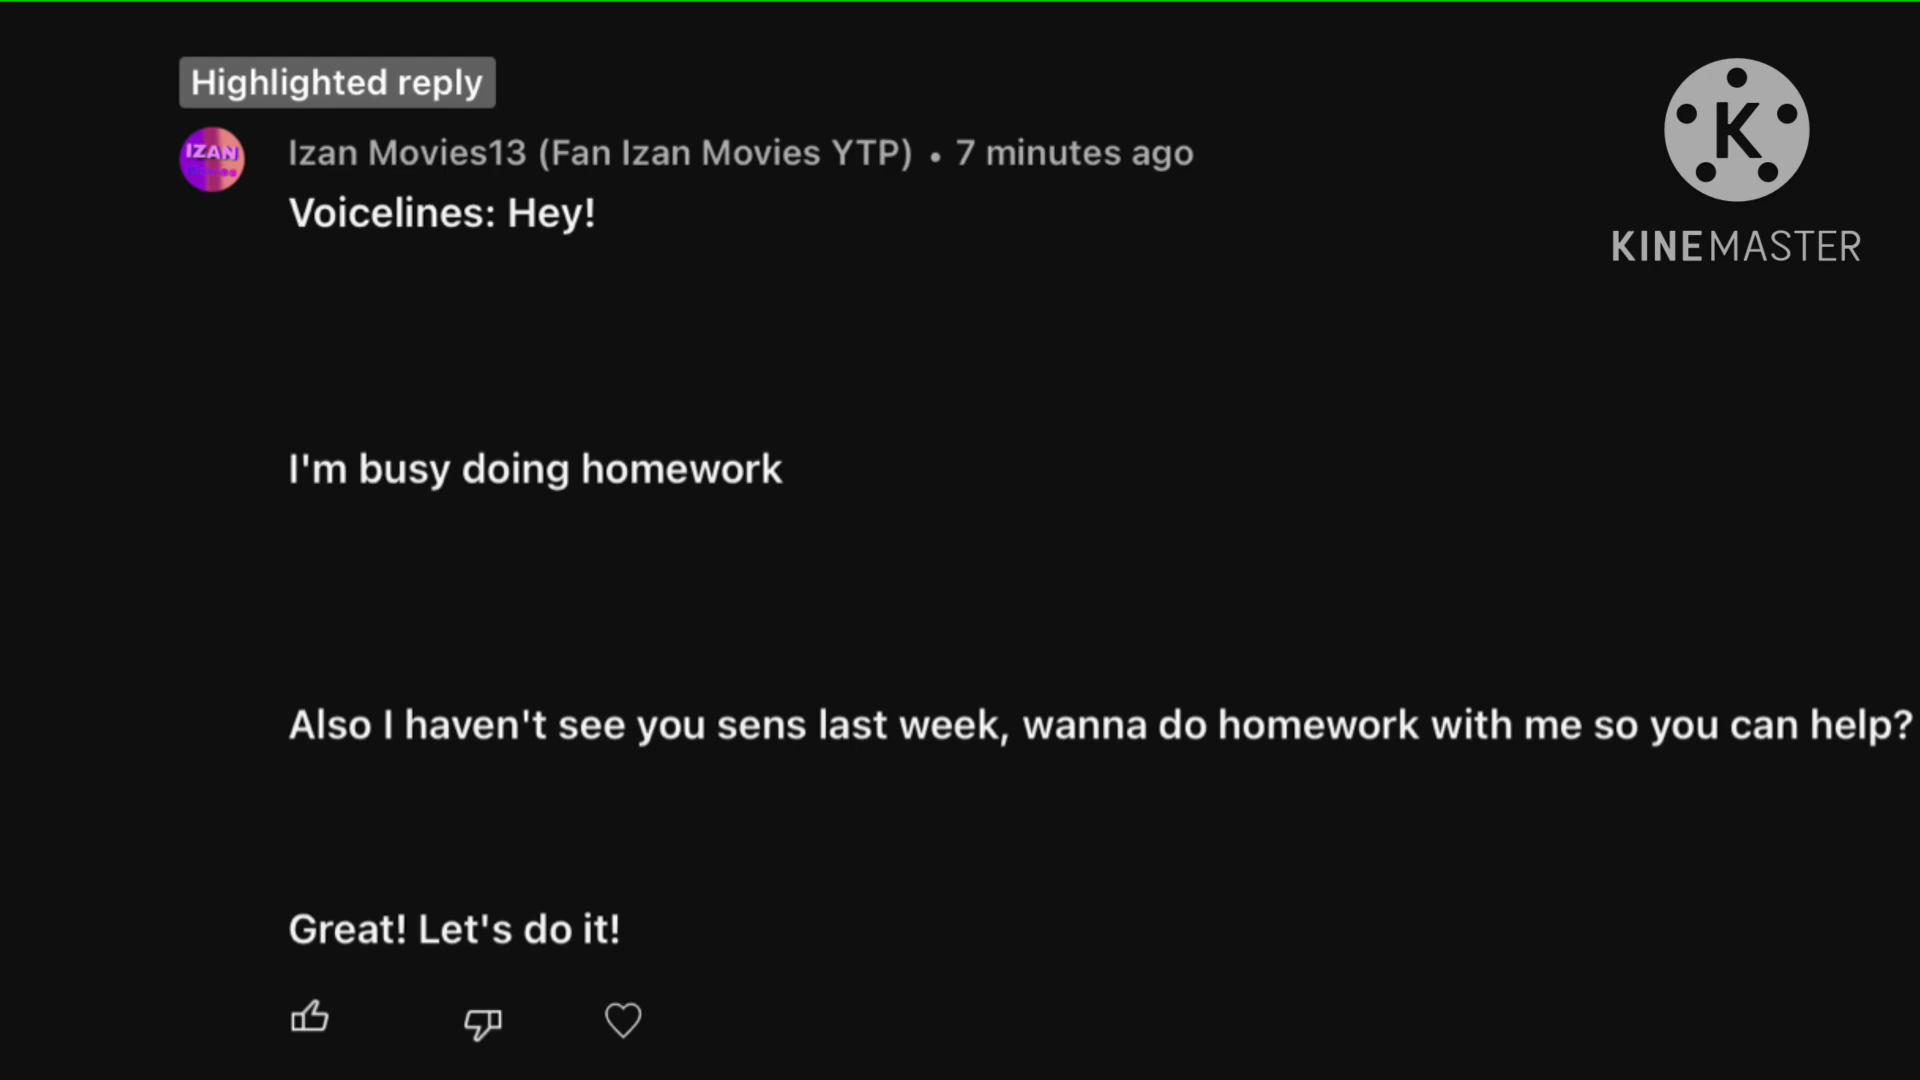 Highlighted reply
IZAN
Izan Movies13 (Fan Izan Movies YTP) • 7 minutes ago
Voicelines: Hey!
I'm busy doing homework
Also I haven't see you sens last week, wanna do homework with me so you can help?
Great! Let's do it!
K
KINEMASTER